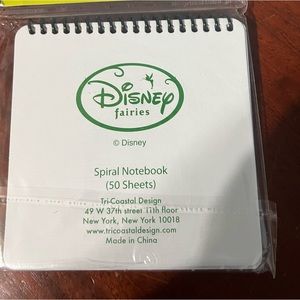 Disney
fairies
© Disney
Spiral Notebook
(50 Sheets)
Tri-Coastal Design
49 W 37th street 11th floor
New York, New York 10018
www.tricoastaldesign.com
Made in China